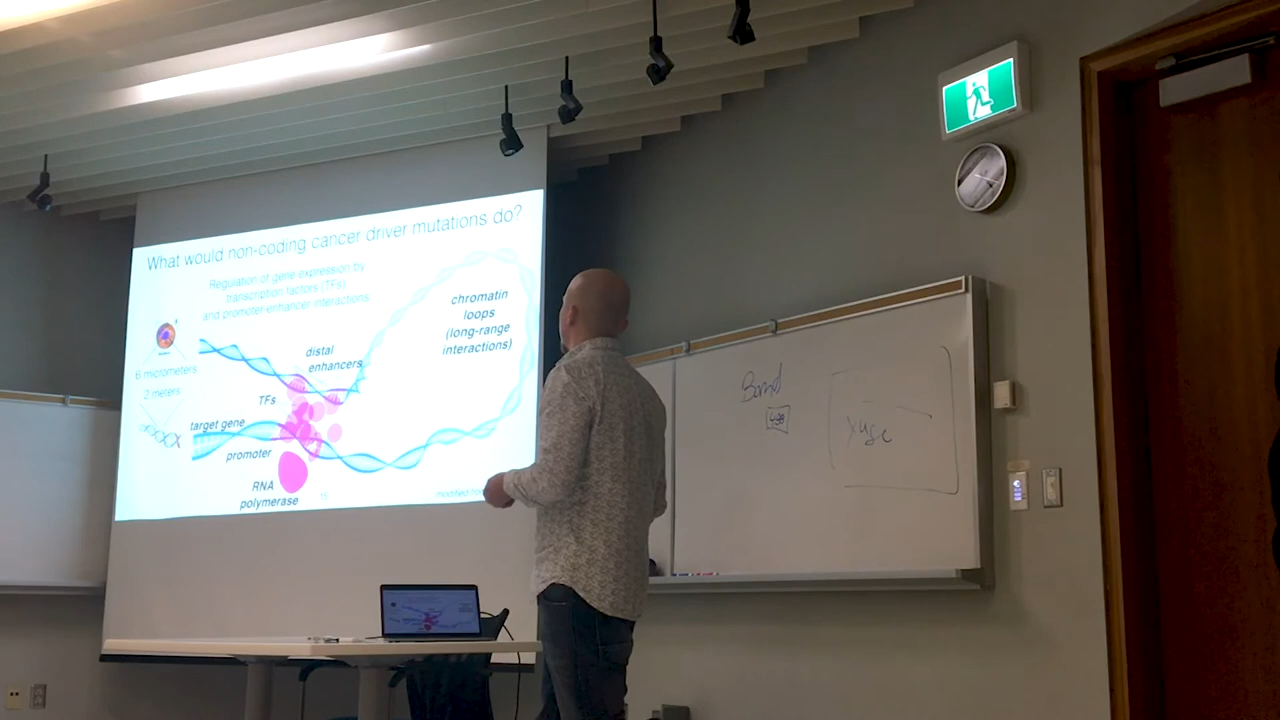 What would non-coding cancer driver mutations do?
Regulation of gene expression by
transcription factors (TFs)
and promoter-enhancer interactions
chromatin
loops
(long-range
interactions)
distal
enhancers
6 micrometers
2 meters
TFs
target gene
promoter
RNA
polymerase
15
modified